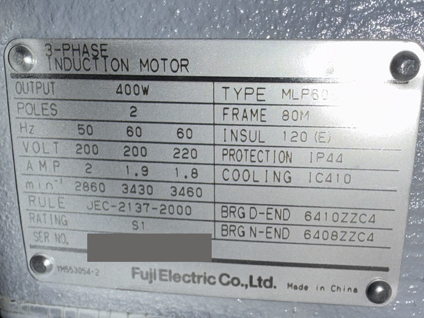 3-PHASE
INDUCTION MOTOR
OUTPUT 400W
POLES 2
Hz 50 60 60
VOLT 200 200 220
AMP 2 1.9 1.8
min⁻¹ 2860 3430 3460
RULE JEC-2137-2000
RATING S1
SER NO.
TYPE
FRAME 80M
INSUL 120 (E)
PROTECTION IP44
COOLING IC410
BRG D-END 6410ZZC4
BRG N-END 6408ZZC4
YM553054-2
Fuji Electric Co., Ltd. Made in China